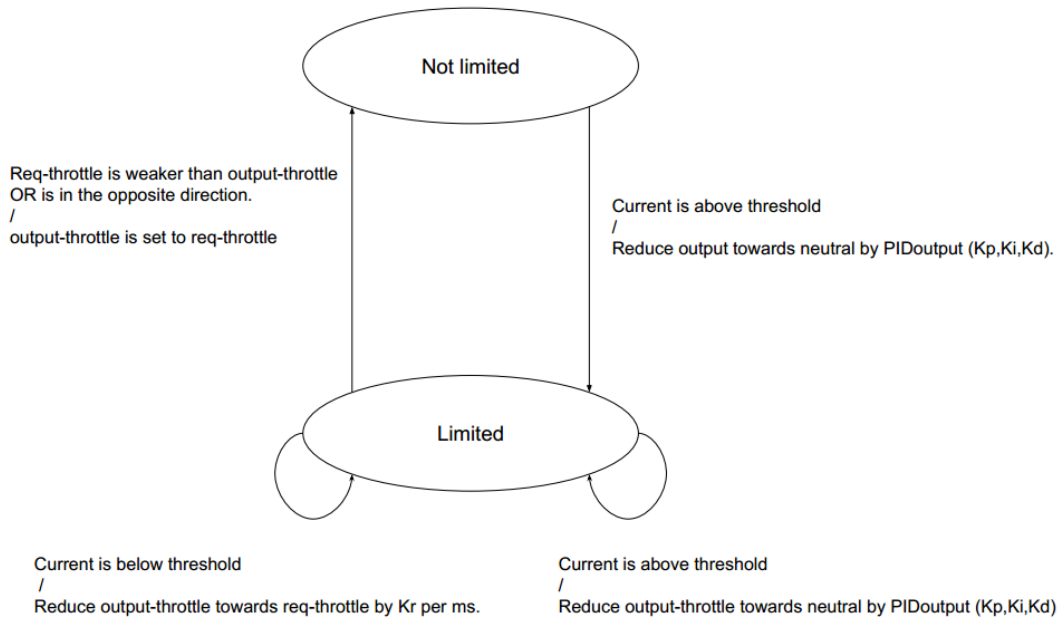 Not limited
Req-throttle is weaker than output-throttle
OR is in the opposite direction.
/
output-throttle is set to req-throttle
Current is above threshold
/
Reduce output towards neutral by PIDoutput (Kp,Ki,Kd).
Limited
Current is below threshold
/
Reduce output-throttle towards req-throttle by Kr per ms.
Current is above threshold
/
Reduce output-throttle towards neutral by PIDoutput (Kp,Ki,Kd)